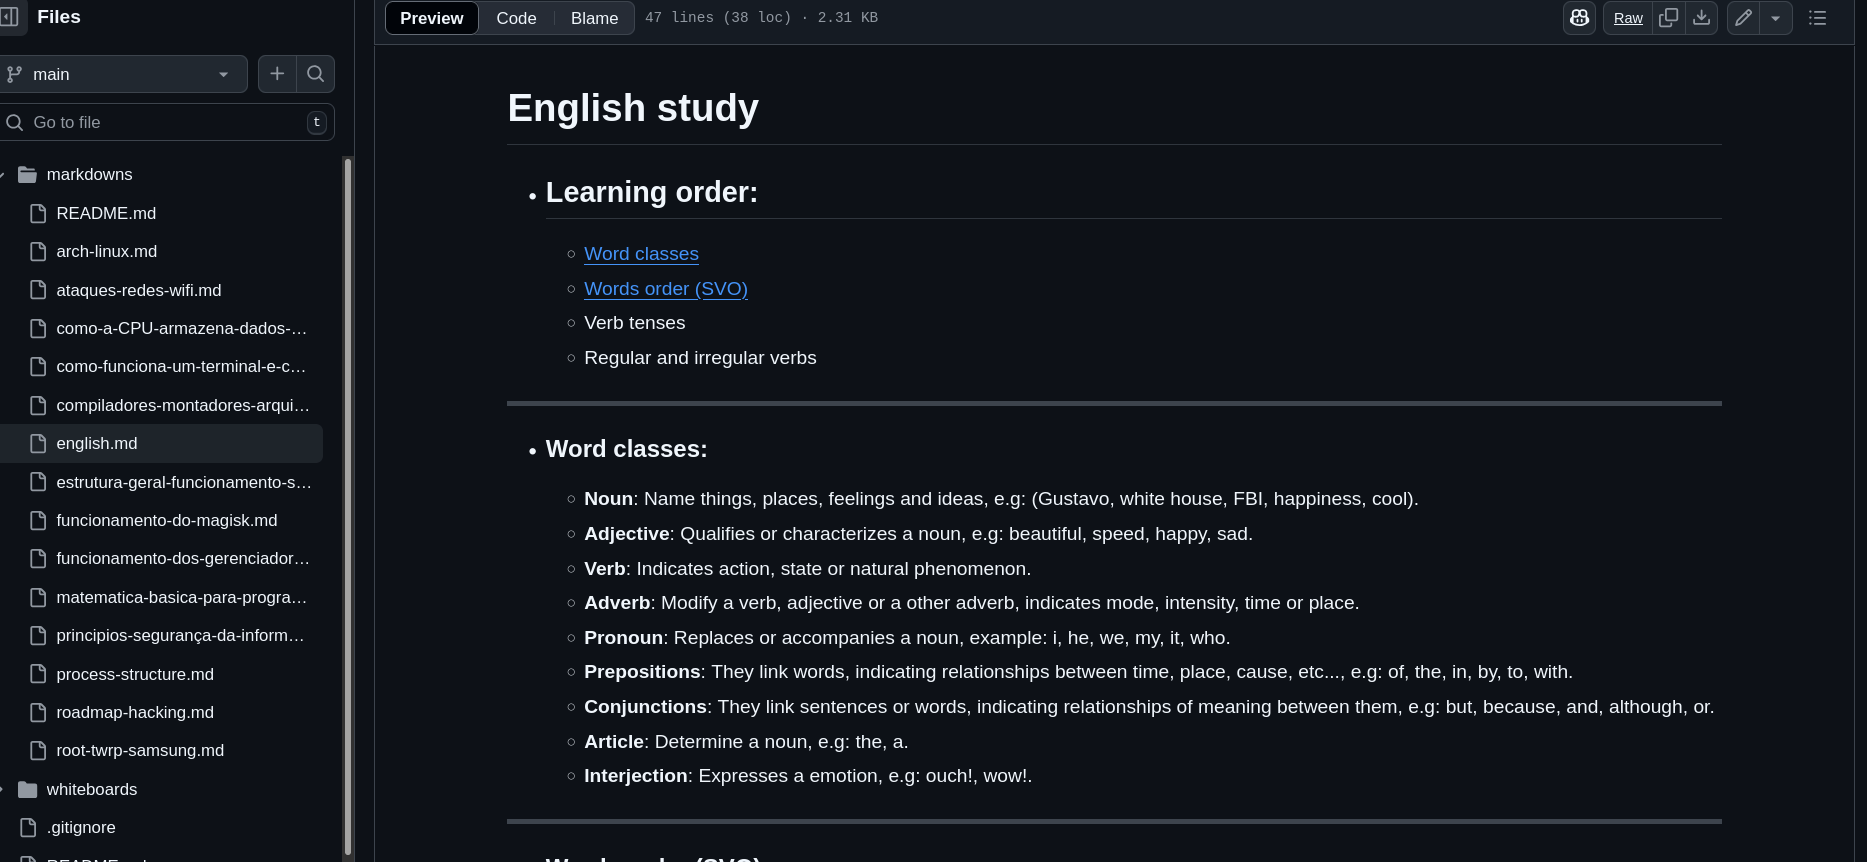 Files
main
Go to file
t
markdowns
README.md
arch-linux.md
ataques-redes-wifi.md
como-a-CPU-armazena-dados-…
como-funciona-um-terminal-e-c…
compiladores-montadores-arqui…
english.md
estrutura-geral-funcionamento-s…
funcionamento-do-magisk.md
funcionamento-dos-gerenciador…
matematica-basica-para-progra…
principios-segurança-da-inform…
process-structure.md
roadmap-hacking.md
root-twrp-samsung.md
whiteboards
.gitignore
Preview Code Blame 47 lines (38 loc) · 2.31 KB
Raw
English study
Learning order:
Word classes
Words order (SVO)
Verb tenses
Regular and irregular verbs
Word classes:
Noun: Name things, places, feelings and ideas, e.g: (Gustavo, white house, FBI, happiness, cool).
Adjective: Qualifies or characterizes a noun, e.g: beautiful, speed, happy, sad.
Verb: Indicates action, state or natural phenomenon.
Adverb: Modify a verb, adjective or a other adverb, indicates mode, intensity, time or place.
Pronoun: Replaces or accompanies a noun, example: i, he, we, my, it, who.
Prepositions: They link words, indicating relationships between time, place, cause, etc..., e.g: of, the, in, by, to, with.
Conjunctions: They link sentences or words, indicating relationships of meaning between them, e.g: but, because, and, although, or.
Article: Determine a noun, e.g: the, a.
Interjection: Expresses a emotion, e.g: ouch!, wow!.